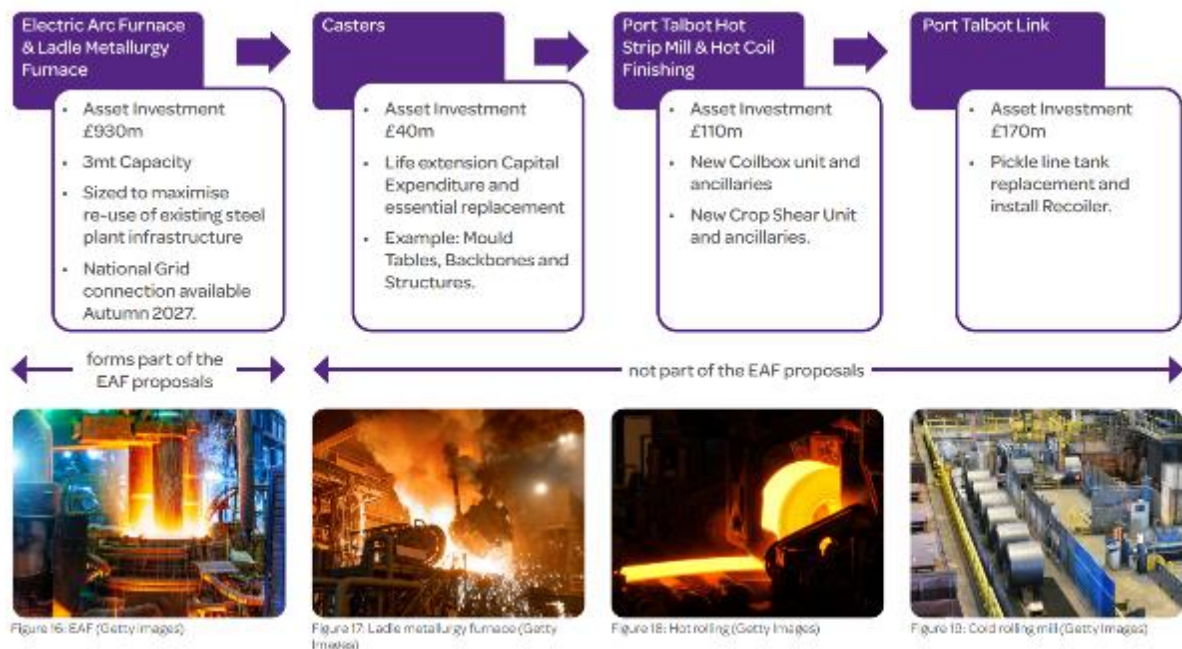 Electric Arc Furnace
& Ladle Metallurgy
Furnace
• Asset Investment
£930m
• 3mt Capacity
• Sized to maximise
re-use of existing steel
plant infrastructure
• National Grid
connection available
Autumn 2027.
Casters
• Asset Investment
£40m
• Life extension Capital
Expenditure and
essential replacement
• Example: Mould
Tables, Backbones and
Structures.
Port Talbot Hot
Strip Mill & Hot Coil
Finishing
• Asset Investment
£110m
• New Coilbox unit and
ancillaries
• New Crop Shear Unit
and ancillaries.
Port Talbot Link
• Asset Investment
£170m
• Pickle line tank
replacement and
install Recoiler.
forms part of the
EAF proposals
not part of the EAF proposals
Figure 16: EAF (Getty Images)
Figure 17: Ladle metallurgy furnace (Getty
Images)
Figure 18: Hot rolling (Getty Images)
Figure 19: Cold rolling mill (Getty Images)